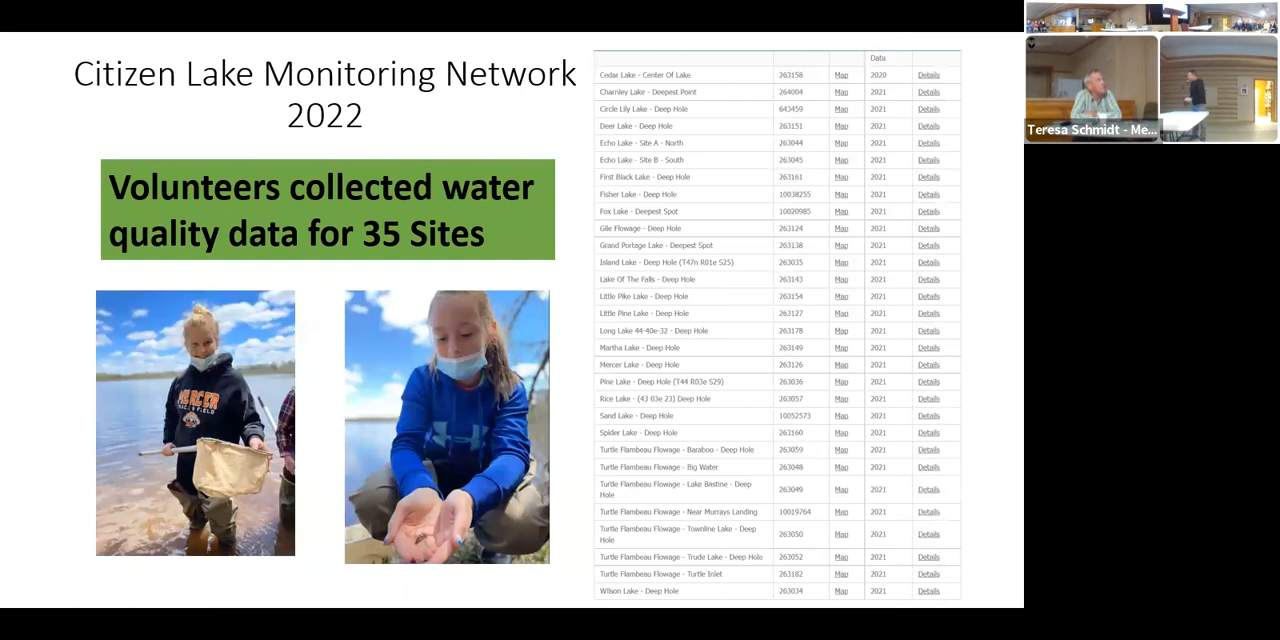 Citizen Lake Monitoring Network
2022
Volunteers collected water
quality data for 35 Sites
MERCER
FIELD
Data
Cedar Lake - Center Of Lake 263158 Map 2020 Details
Charnley Lake - Deepest Point 264004 Map 2021 Details
Circle Lily Lake - Deep Hole 643459 Map 2021 Details
Deer Lake - Deep Hole 263151 Map 2021 Details
Echo Lake - Site A - North 263044 Map 2021 Details
Echo Lake - Site B - South 263045 Map 2021 Details
First Black Lake - Deep Hole 263161 Map 2021 Details
Fisher Lake - Deep Hole 10038255 Map 2021 Details
Fox Lake - Deepest Spot 10020985 Map 2021 Details
Gile Flowage - Deep Hole 263124 Map 2021 Details
Grand Portage Lake - Deepest Spot 263138 Map 2021 Details
Island Lake - Deep Hole (T47n R01e S25) 263035 Map 2021 Details
Lake Of The Falls - Deep Hole 263143 Map 2021 Details
Little Pike Lake - Deep Hole 263154 Map 2021 Details
Little Pine Lake - Deep Hole 263127 Map 2021 Details
Long Lake 44-40e-32 - Deep Hole 263178 Map 2021 Details
Martha Lake - Deep Hole 263149 Map 2021 Details
Mercer Lake - Deep Hole 263126 Map 2021 Details
Pine Lake - Deep Hole (T44 R03e S29) 263036 Map 2021 Details
Rice Lake - (43 03e 23) Deep Hole 263057 Map 2021 Details
Sand Lake - Deep Hole 10052573 Map 2021 Details
Spider Lake - Deep Hole 263160 Map 2021 Details
Turtle Flambeau Flowage - Baraboo - Deep Hole 263059 Map 2021 Details
Turtle Flambeau Flowage - Big Water 263048 Map 2021 Details
Turtle Flambeau Flowage - Lake Bastine - Deep
Hole 263049 Map 2021 Details
Turtle Flambeau Flowage - Near Murrays Landing 10019764 Map 2021 Details
Turtle Flambeau Flowage - Townline Lake - Deep
Hole 263050 Map 2021 Details
Turtle Flambeau Flowage - Trude Lake - Deep Hole 263052 Map 2021 Details
Turtle Flambeau Flowage - Turtle Inlet 263182 Map 2021 Details
Wilson Lake - Deep Hole 263034 Map 2021 Details
Teresa Schmidt - Me...